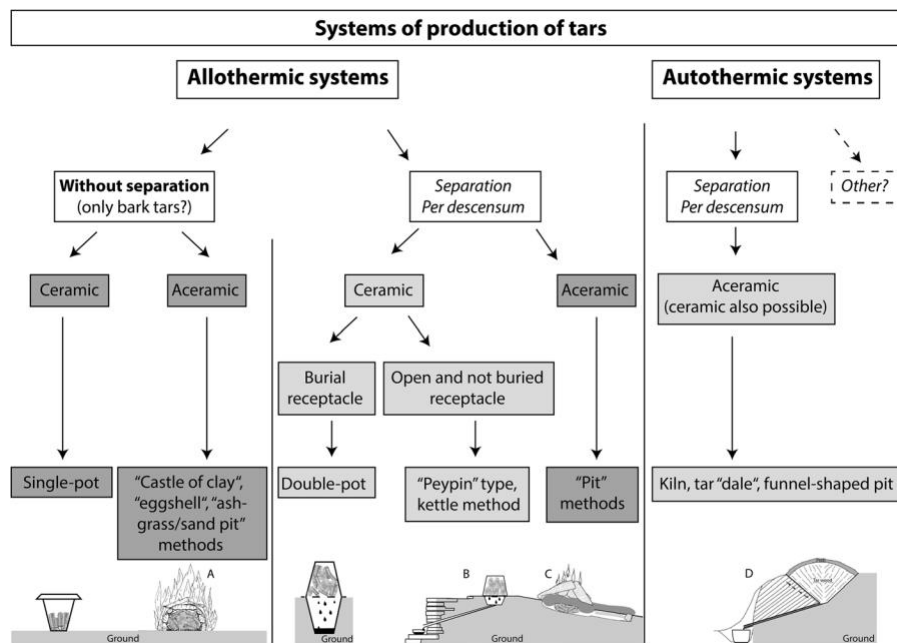 Systems of production of tars
Allothermic systems
Autothermic systems
Without separation
(only bark tars?)
Separation
Per descensum
Separation
Per descensum
Other?
Ceramic
Aceramic
Ceramic
Aceramic
Aceramic
(ceramic also possible)
Burial
receptacle
Open and not buried
receptacle
Single-pot
"Castle of clay",
"eggshell", "ash-
grass/sand pit"
methods
Double-pot
"Peypin" type,
kettle method
"Pit"
methods
Kiln, tar "dale", funnel-shaped pit
A
B
C
D
Ground
Ground
Ground
Ground